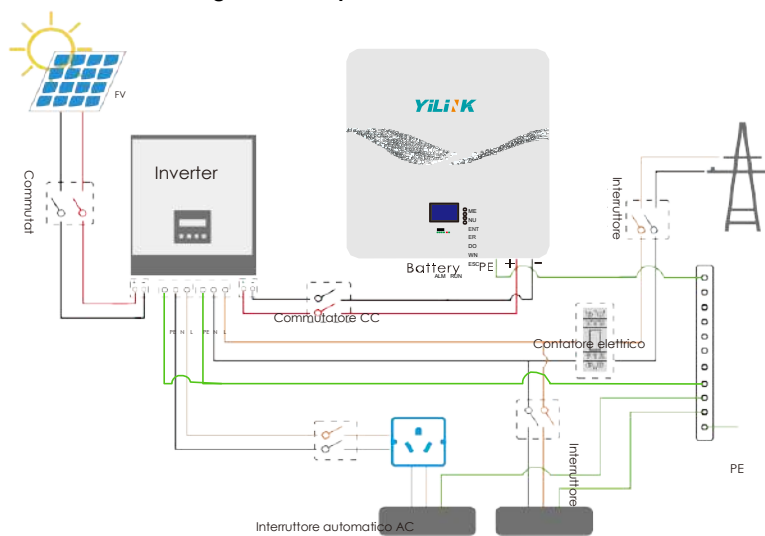 FV
YiLiNK
Inverter
Commutat
Interruttore
ME
NU
ENT
ER
DO
WN
ESC
Battery
PE
+
-
ALM RUN
Commutatore CC
PE N L
PE N L
Contatore elettrico
Interruttore
PE
Interruttore automatico AC